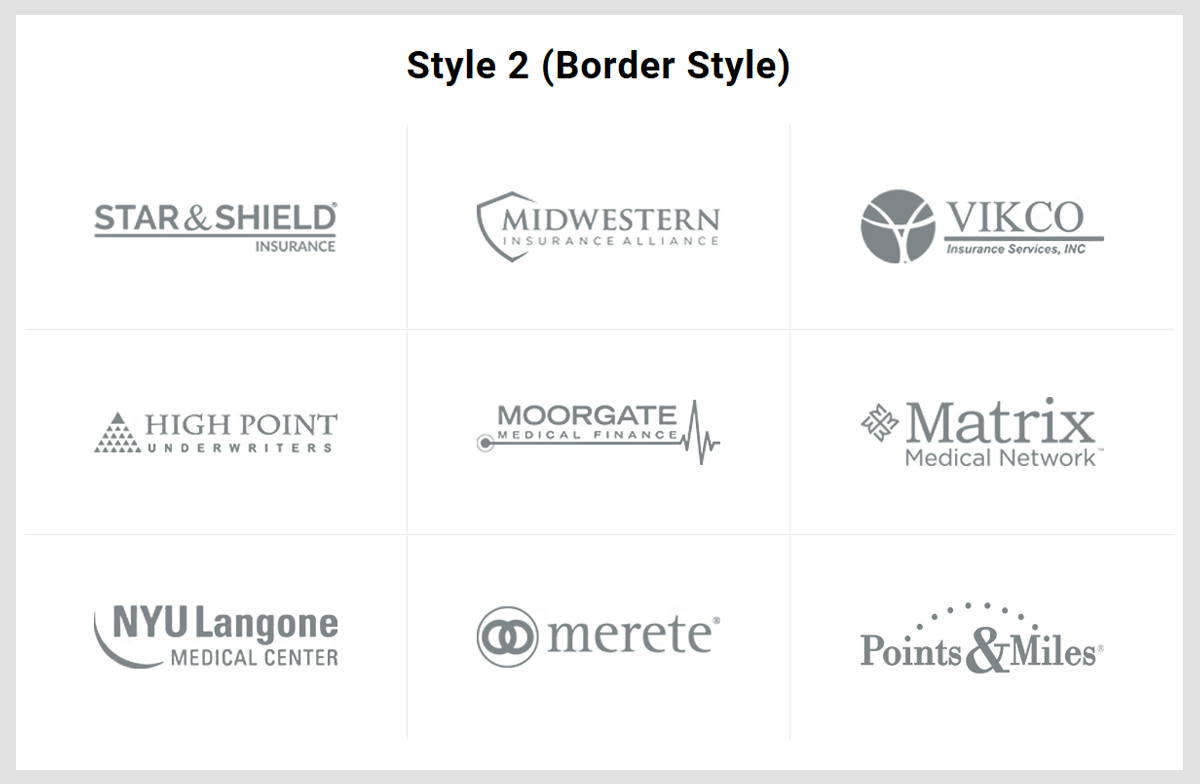 Style 2 (Border Style)
STAR & SHIELD®
INSURANCE
MIDWESTERN
INSURANCE ALLIANCE
VIKCO
Insurance Services, INC
HIGH POINT
UNDERWRITERS
MOORGATE
MEDICAL FINANCE
Matrix
Medical Network™
NYU Langone
MEDICAL CENTER
merete®
Points & Miles®